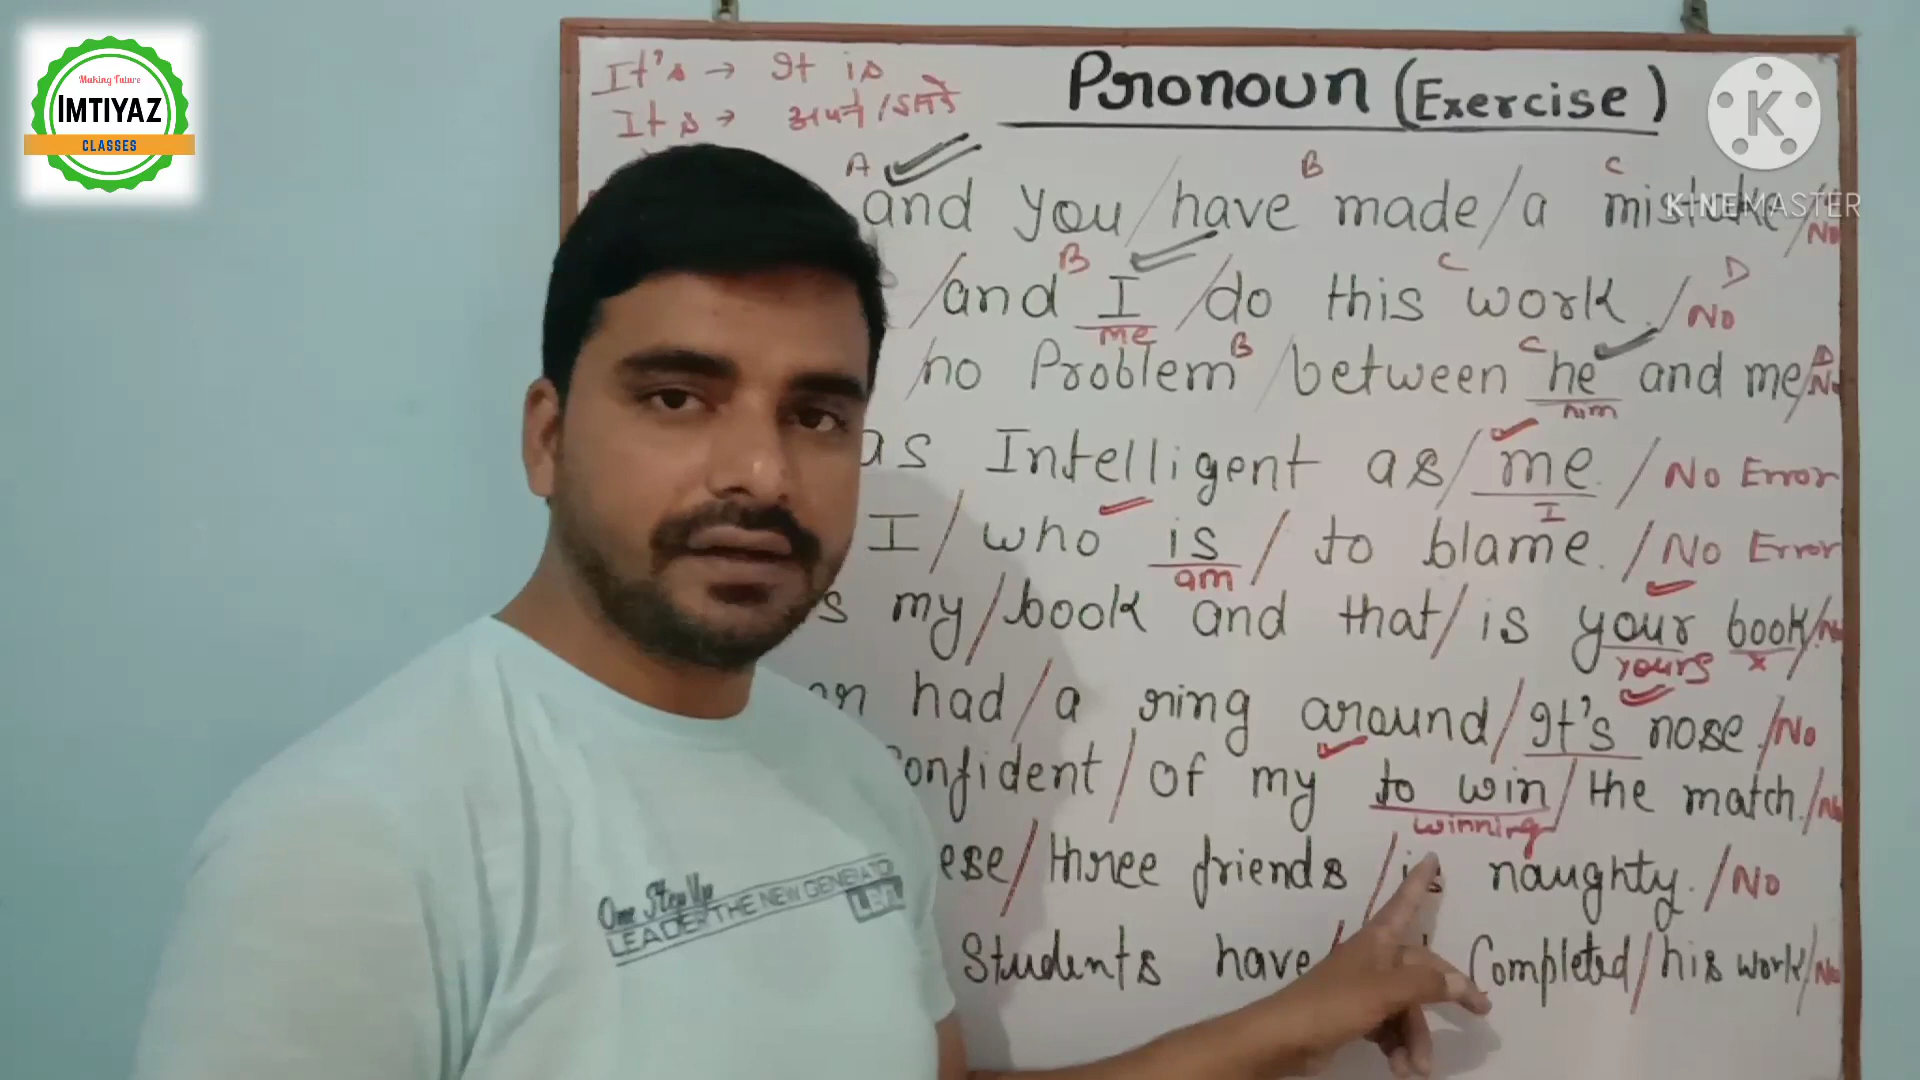 Making Future
IMTIYAZ
CLASSES
It's → It is
Its → अपने/इसके
Pronoun (Exercise)
KINEMASTER
K
A B C
and you / have made / a mistake / No
B C D
/ and I / do this work. / No
me
B C D
/ no Problem / between he and me / No
him
as Intelligent as / me. / No Error
I
I / who is / to blame. / No Error
am
my / book and that / is your book / No
yours x
had / a ring around / It's nose. / No
confident / of my to win / the match. / No
winning
/ three friends / is naughty. / No
Students have Completed / his work / No
One Step Up
LEADER THE NEW GENERATOR